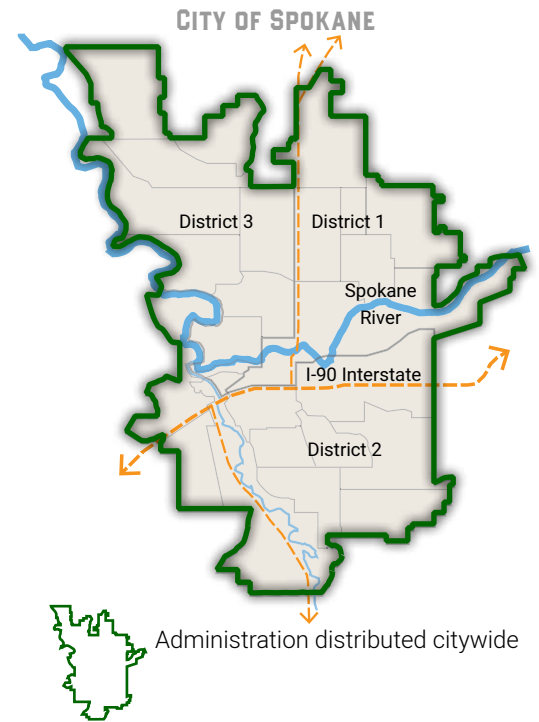 City of Spokane
District 3
District 1
Spokane
River
I-90 Interstate
District 2
Administration distributed citywide